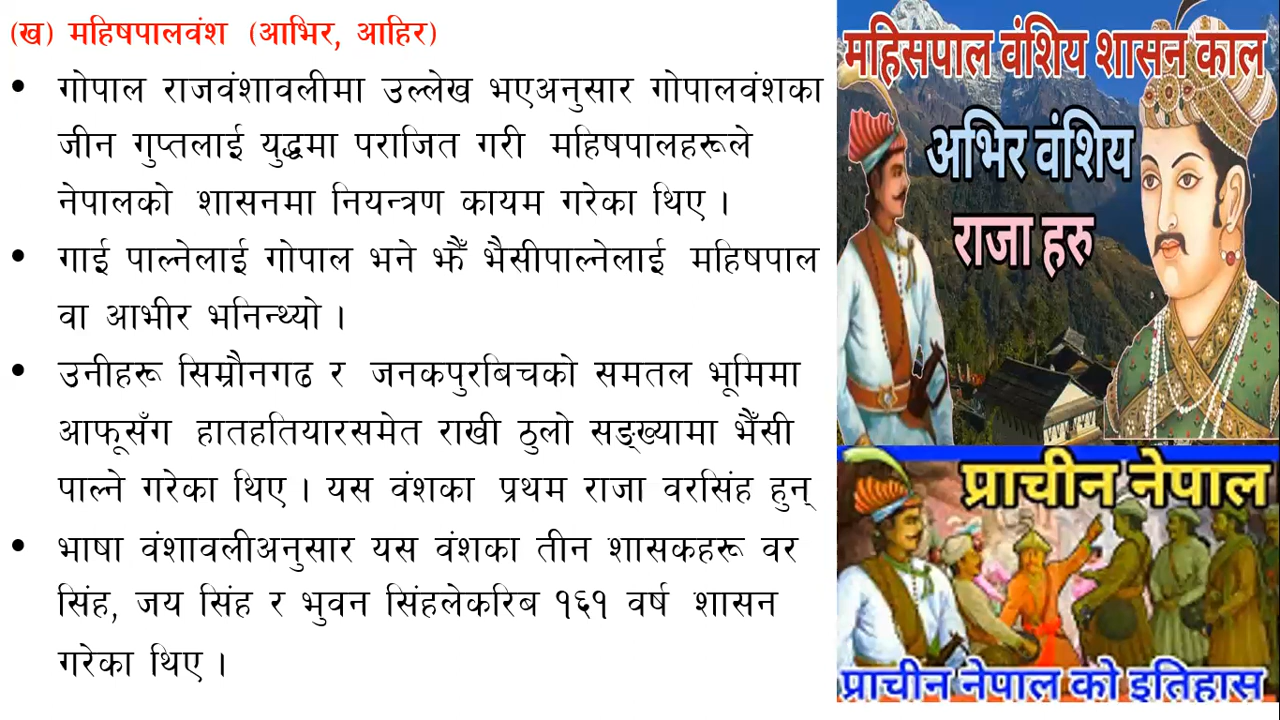 (ख) महिषपालवंश (आभिर, आहिर)
• गोपाल राजवंशावलीमा उल्लेख भएअनुसार गोपालवंशका
जीन गुप्तलाई युद्धमा पराजित गरी महिषपालहरूले
नेपालको शासनमा नियन्त्रण कायम गरेका थिए ।
• गाई पाल्नेलाई गोपाल भने झैँ भैसीपाल्नेलाई महिषपाल
वा आभीर भनिन्थ्यो ।
• उनीहरू सिम्रौनगढ र जनकपुरबिचको समतल भूमिमा
आफूसँग हातहतियारसमेत राखी ठुलो सङ्ख्यामा भैँसी
पाल्ने गरेका थिए । यस वंशका प्रथम राजा वरसिंह हुन्
• भाषा वंशावलीअनुसार यस वंशका तीन शासकहरू वर
सिंह, जय सिंह र भुवन सिंहलेकरिब १६१ वर्ष शासन
गरेका थिए ।
महिसपाल वंशिय शासन काल
अभिर वंशिय
राजा हरु
प्राचीन नेपाल
प्राचीन नेपाल को इतिहास